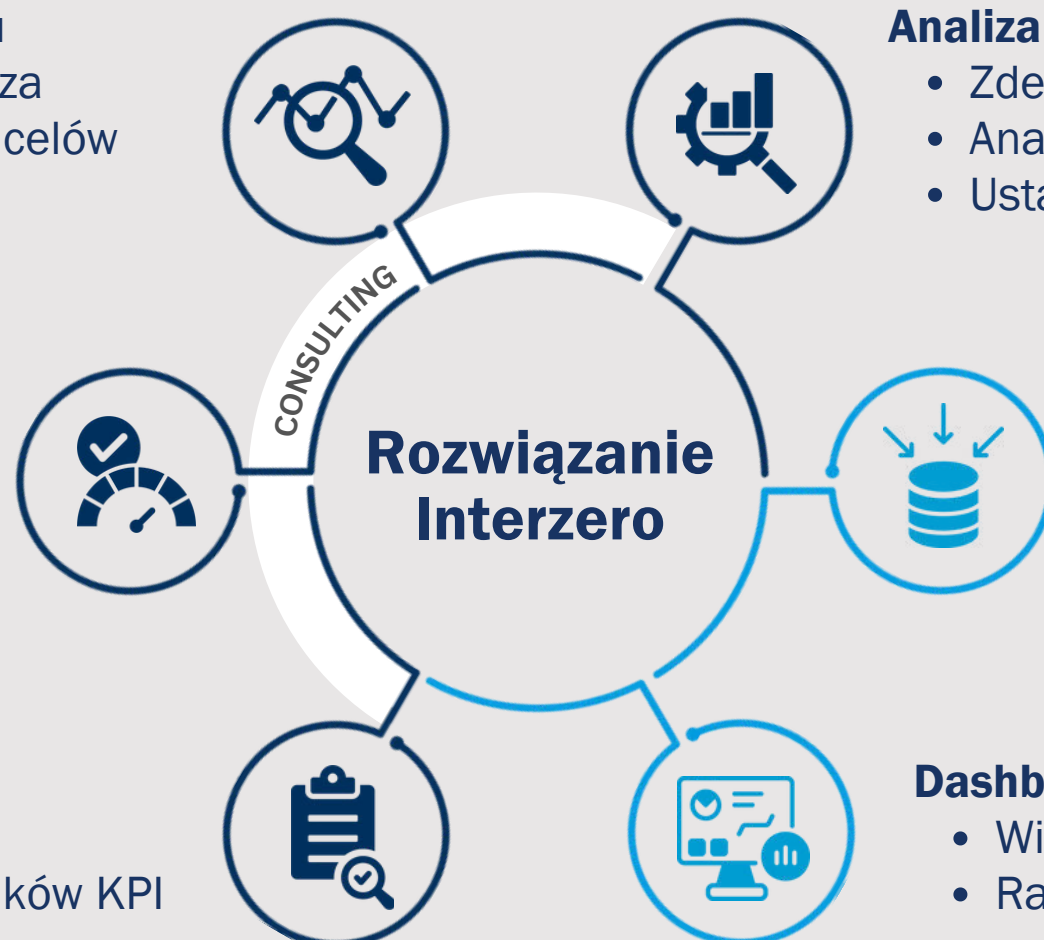 za
celów
Analiza
• Zde
• Ana
• Usta
CONSULTING
Rozwiązanie
Interzero
ków KPI
Dashb
• Wi
• Ra